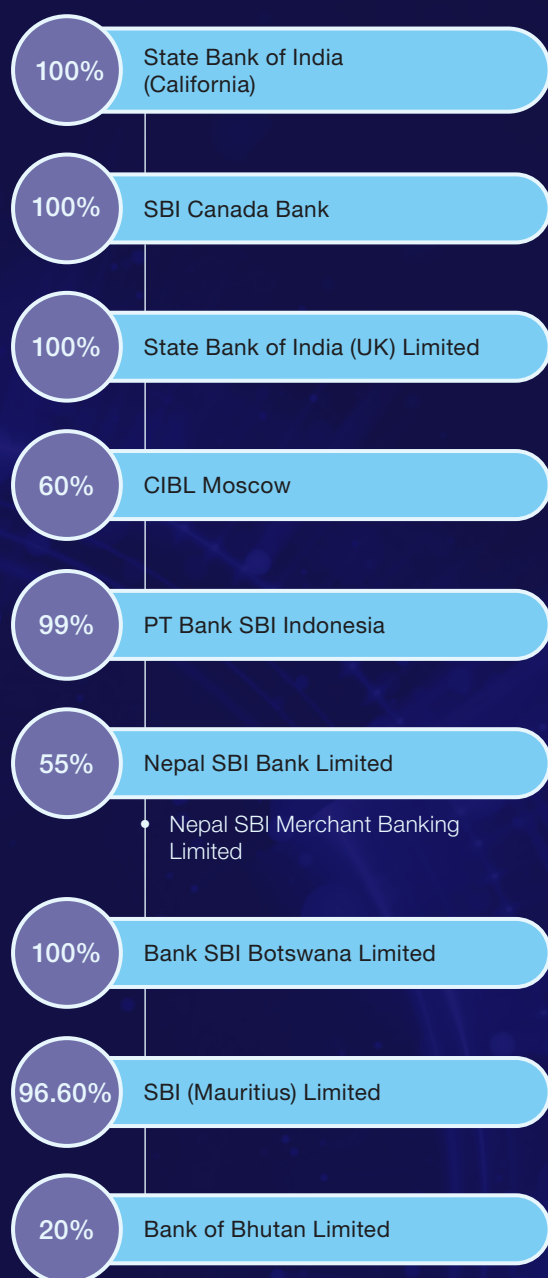 100%
State Bank of India
(California)
100%
SBI Canada Bank
100%
State Bank of India (UK) Limited
60%
CIBL Moscow
99%
PT Bank SBI Indonesia
55%
Nepal SBI Bank Limited
• Nepal SBI Merchant Banking
Limited
100%
Bank SBI Botswana Limited
96.60%
SBI (Mauritius) Limited
20%
Bank of Bhutan Limited